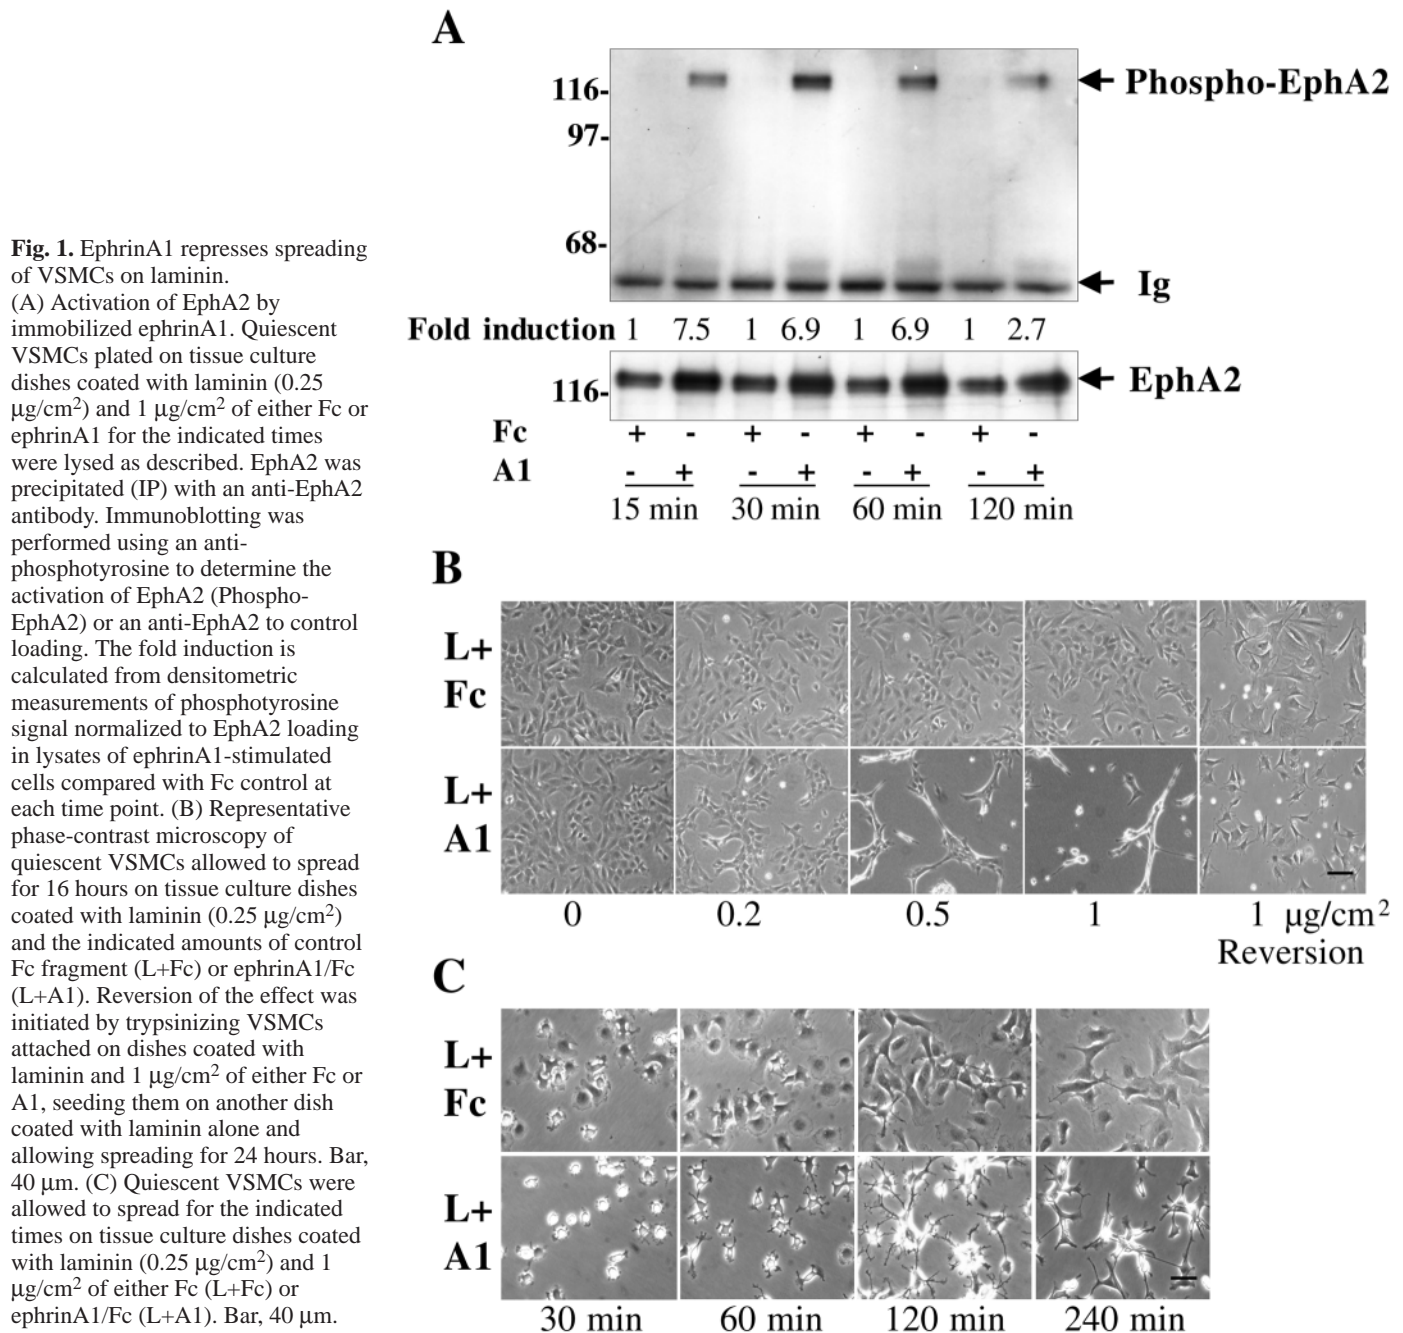 Fig. 1. EphrinA1 represses spreading
of VSMCs on laminin.
(A) Activation of EphA2 by
immobilized ephrinA1. Quiescent
VSMCs plated on tissue culture
dishes coated with laminin (0.25
μg/cm²) and 1 μg/cm² of either Fc or
ephrinA1 for the indicated times
were lysed as described. EphA2 was
precipitated (IP) with an anti-EphA2
antibody. Immunoblotting was
performed using an anti-
phosphotyrosine to determine the
activation of EphA2 (Phospho-
EphA2) or an anti-EphA2 to control
loading. The fold induction is
calculated from densitometric
measurements of phosphotyrosine
signal normalized to EphA2 loading
in lysates of ephrinA1-stimulated
cells compared with Fc control at
each time point. (B) Representative
phase-contrast microscopy of
quiescent VSMCs allowed to spread
for 16 hours on tissue culture dishes
coated with laminin (0.25 μg/cm²)
and the indicated amounts of control
Fc fragment (L+Fc) or ephrinA1/Fc
(L+A1). Reversion of the effect was
initiated by trypsinizing VSMCs
attached on dishes coated with
laminin and 1 μg/cm² of either Fc or
A1, seeding them on another dish
coated with laminin alone and
allowing spreading for 24 hours. Bar,
40 μm. (C) Quiescent VSMCs were
allowed to spread for the indicated
times on tissue culture dishes coated
with laminin (0.25 μg/cm²) and 1
μg/cm² of either Fc (L+Fc) or
ephrinA1/Fc (L+A1). Bar, 40 μm.
A
116- Phospho-EphA2
97-
68-
Ig
Fold induction 1 7.5 1 6.9 1 6.9 1 2.7
116- EphA2
Fc + - + - + - + -
A1 - + - + - + - +
15 min 30 min 60 min 120 min
B
L+
Fc
L+
A1
0 0.2 0.5 1 1 μg/cm²
Reversion
C
L+
Fc
L+
A1
30 min 60 min 120 min 240 min